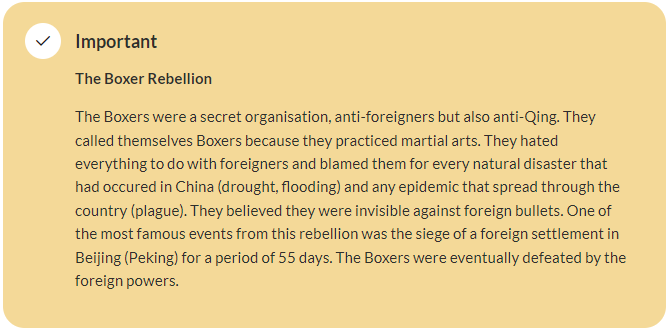 Important
The Boxer Rebellion
The Boxers were a secret organisation, anti-foreigners but also anti-Qing. They
called themselves Boxers because they practiced martial arts. They hated
everything to do with foreigners and blamed them for every natural disaster that
had occured in China (drought, flooding) and any epidemic that spread through the
country (plague). They believed they were invisible against foreign bullets. One of
the most famous events from this rebellion was the siege of a foreign settlement in
Beijing (Peking) for a period of 55 days. The Boxers were eventually defeated by the
foreign powers.